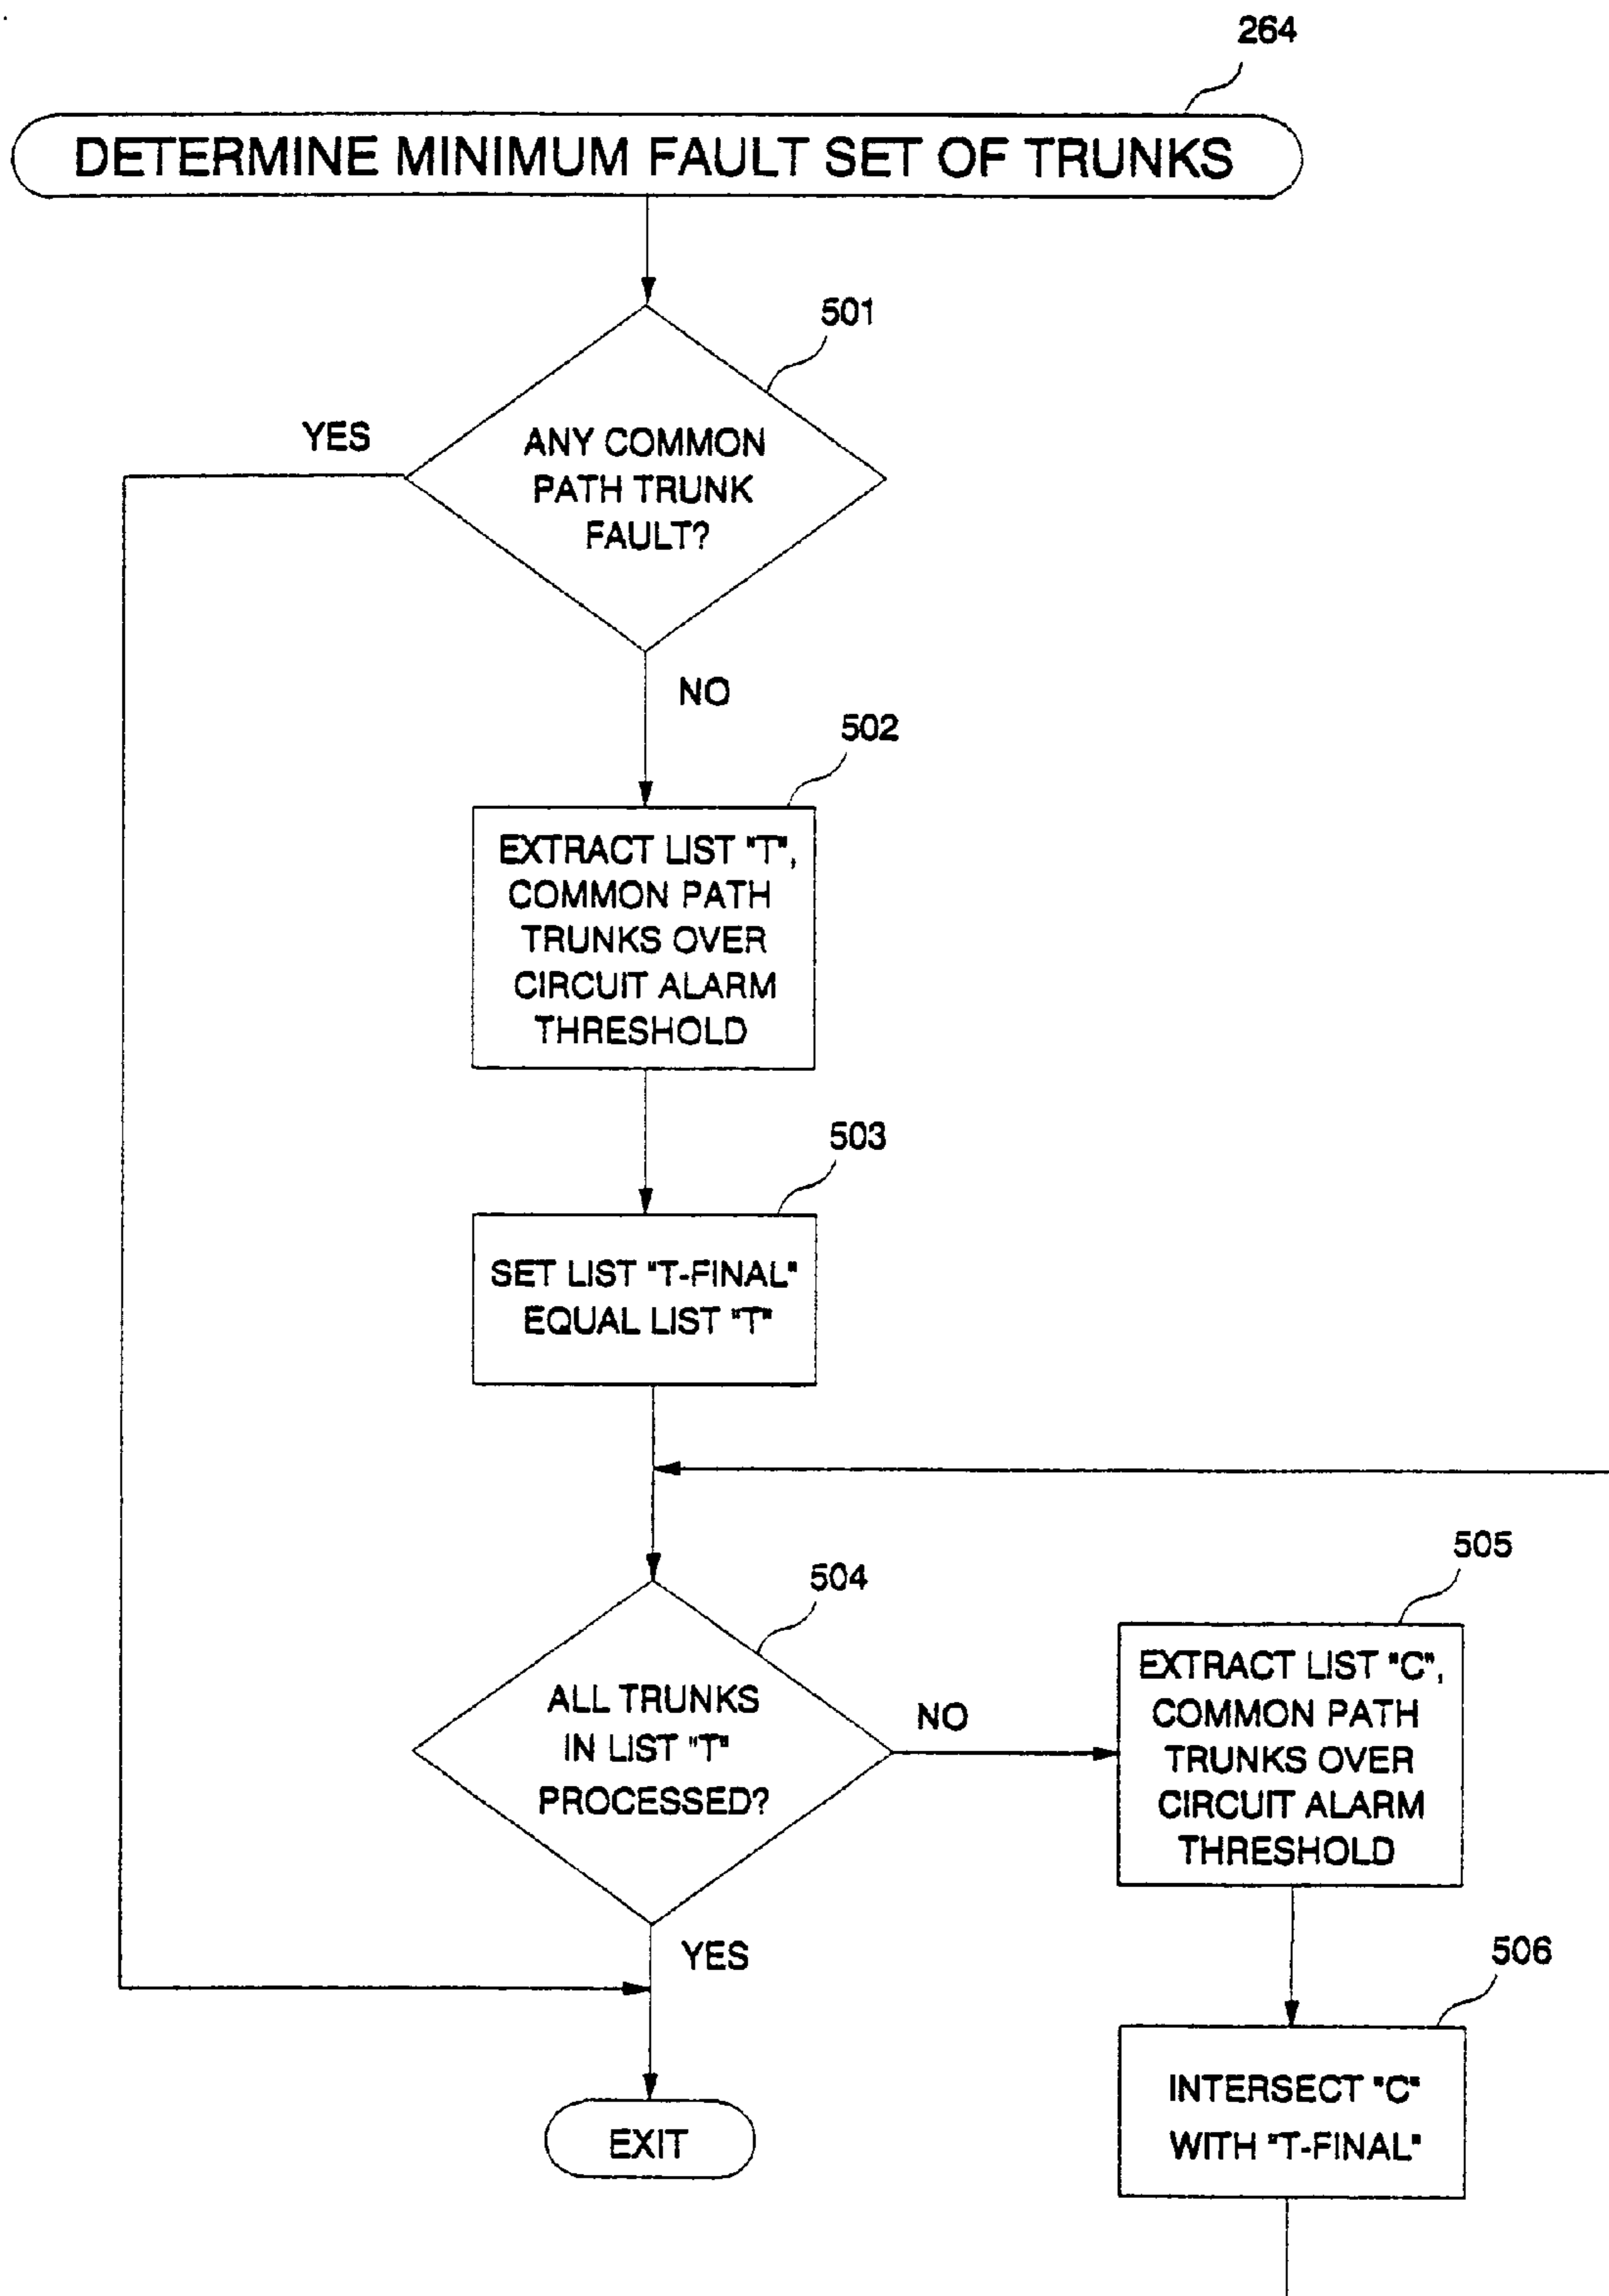 264
DETERMINE MINIMUM FAULT SET OF TRUNKS
501
YES
ANY COMMON
PATH TRUNK
FAULT?
NO
502
EXTRACT LIST "T",
COMMON PATH
TRUNKS OVER
CIRCUIT ALARM
THRESHOLD
503
SET LIST "T-FINAL"
EQUAL LIST "T"
504
ALL TRUNKS
IN LIST "T"
PROCESSED?
NO
505
EXTRACT LIST "C",
COMMON PATH
TRUNKS OVER
CIRCUIT ALARM
THRESHOLD
YES
506
INTERSECT "C"
WITH "T-FINAL"
EXIT